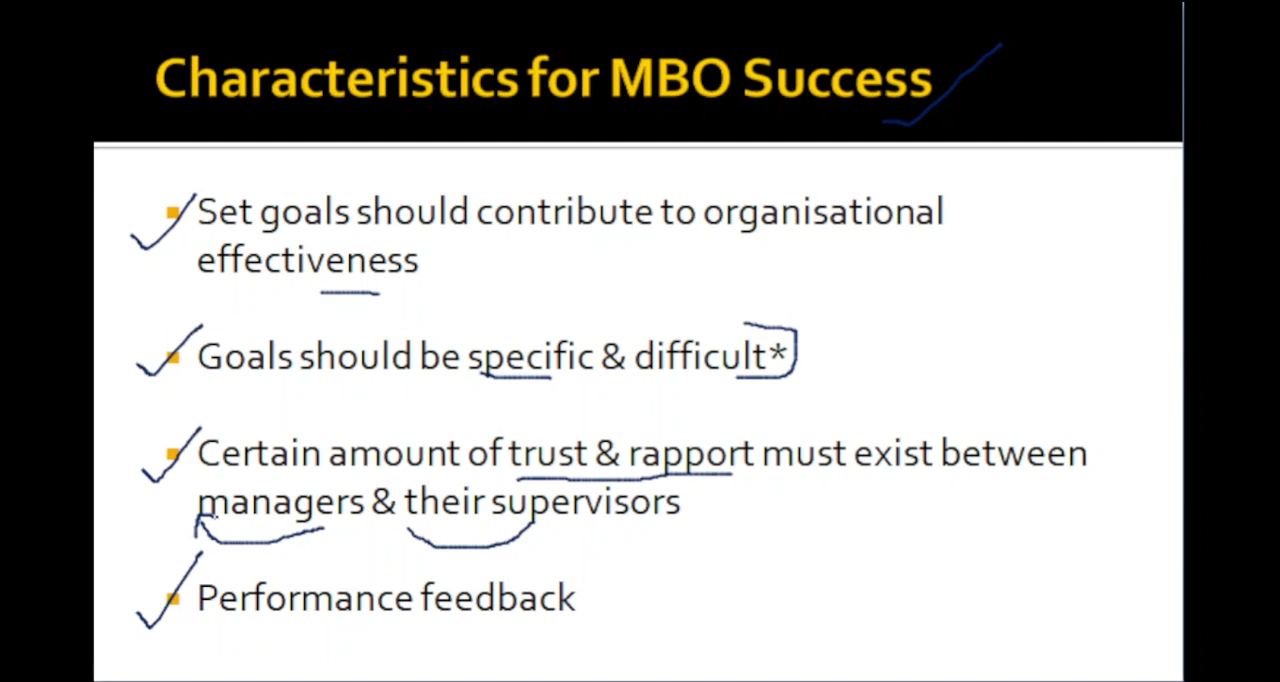 Characteristics for MBO Success
Set goals should contribute to organisational
effectiveness
Goals should be specific & difficult*
Certain amount of trust & rapport must exist between
managers & their supervisors
Performance feedback